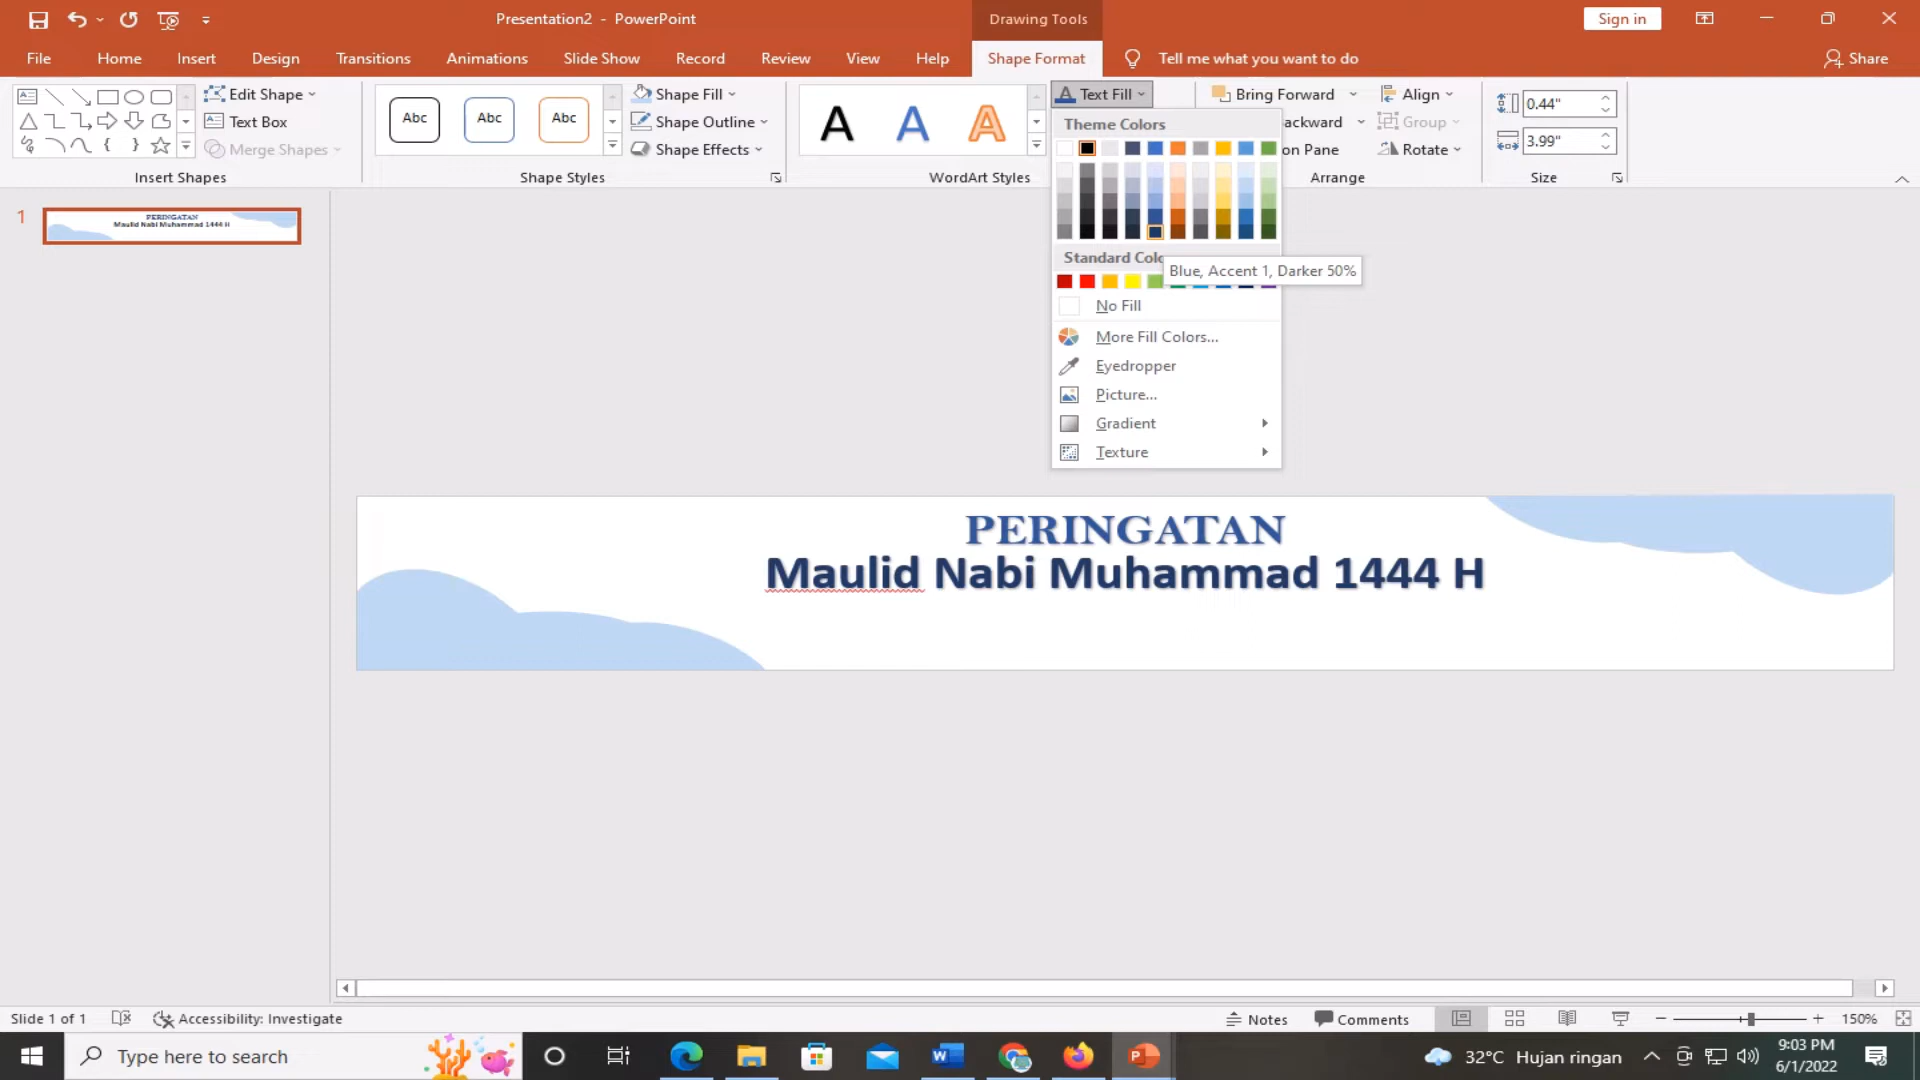 Presentation2 - PowerPoint
Drawing Tools
Sign in
File Home Insert Design Transitions Animations Slide Show Record Review View Help Shape Format Tell me what you want to do Share
Edit Shape
Text Box
Merge Shapes
Insert Shapes
Abc Abc Abc
Shape Fill
Shape Outline
Shape Effects
Shape Styles
A A A
WordArt Styles
A Text Fill
Theme Colors
Standard Colo
Blue, Accent 1, Darker 50%
No Fill
More Fill Colors...
Eyedropper
Picture...
Gradient
Texture
Bring Forward
ackward
on Pane
Align
Group
Rotate
Arrange
0.44"
3.99"
Size
1
PERINGATAN
Maulid Nabi Muhammad 1444 H
PERINGATAN
Maulid Nabi Muhammad 1444 H
Slide 1 of 1
Accessibility: Investigate
Notes
Comments
150%
Type here to search
32°C Hujan ringan
9:03 PM
6/1/2022